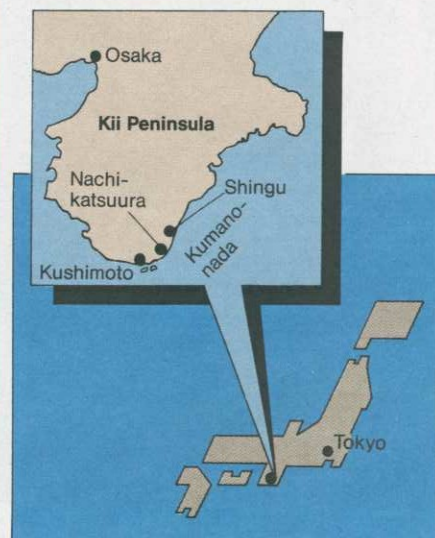 Osaka
Kii Peninsula
Nachi-
katsuura
Shingu
Kumano-
nada
Kushimoto
Tokyo